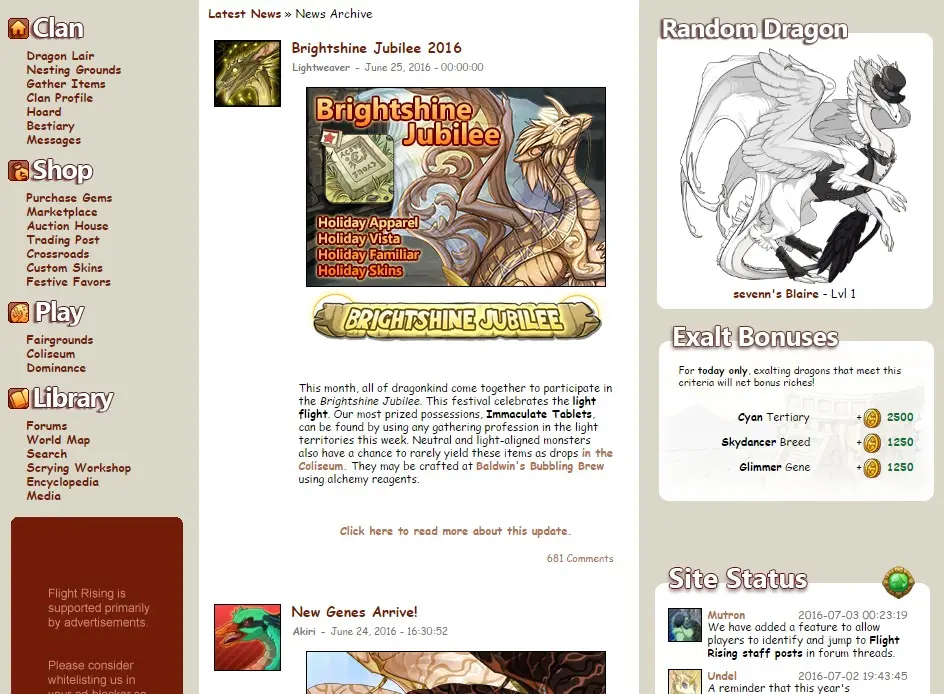 Clan
Dragon Lair
Nesting Grounds
Gather Items
Clan Profile
Hoard
Bestiary
Messages
Shop
Purchase Gems
Marketplace
Auction House
Trading Post
Crossroads
Custom Skins
Festive Favors
Play
Fairgrounds
Coliseum
Dominance
Library
Forums
World Map
Search
Scrying Workshop
Encyclopedia
Media
Flight Rising is
supported primarily
by advertisements.
Please consider
whitelisting us in
your ad-blocker so
Latest News » News Archive
Brightshine Jubilee 2016
Lightweaver - June 25, 2016 - 00:00:00
Brightshine
Jubilee
Holiday Apparel
Holiday Vista
Holiday Familiar
Holiday Skins
BRIGHTSHINE JUBILEE
This month, all of dragonkind come together to participate in
the Brightshine Jubilee. This festival celebrates the light
flight. Our most prized possessions, Immaculate Tablets,
can be found by using any gathering profession in the light
territories this week. Neutral and light-aligned monsters
also have a chance to rarely yield these items as drops in the
Coliseum. They may be crafted at Baldwin's Bubbling Brew
using alchemy reagents.
Click here to read more about this update.
681 Comments
New Genes Arrive!
Akiri - June 24, 2016 - 16:30:52
Random Dragon
sevenn's Blaire - Lvl 1
Exalt Bonuses
For today only, exalting dragons that meet this
criteria will net bonus riches!
Cyan Tertiary + 2500
Skydancer Breed + 1250
Glimmer Gene + 1250
Site Status
Mutron 2016-07-03 00:23:19
We have added a feature to allow
players to identify and jump to Flight
Rising staff posts in forum threads.
Undel 2016-07-02 19:43:45
A reminder that this year's